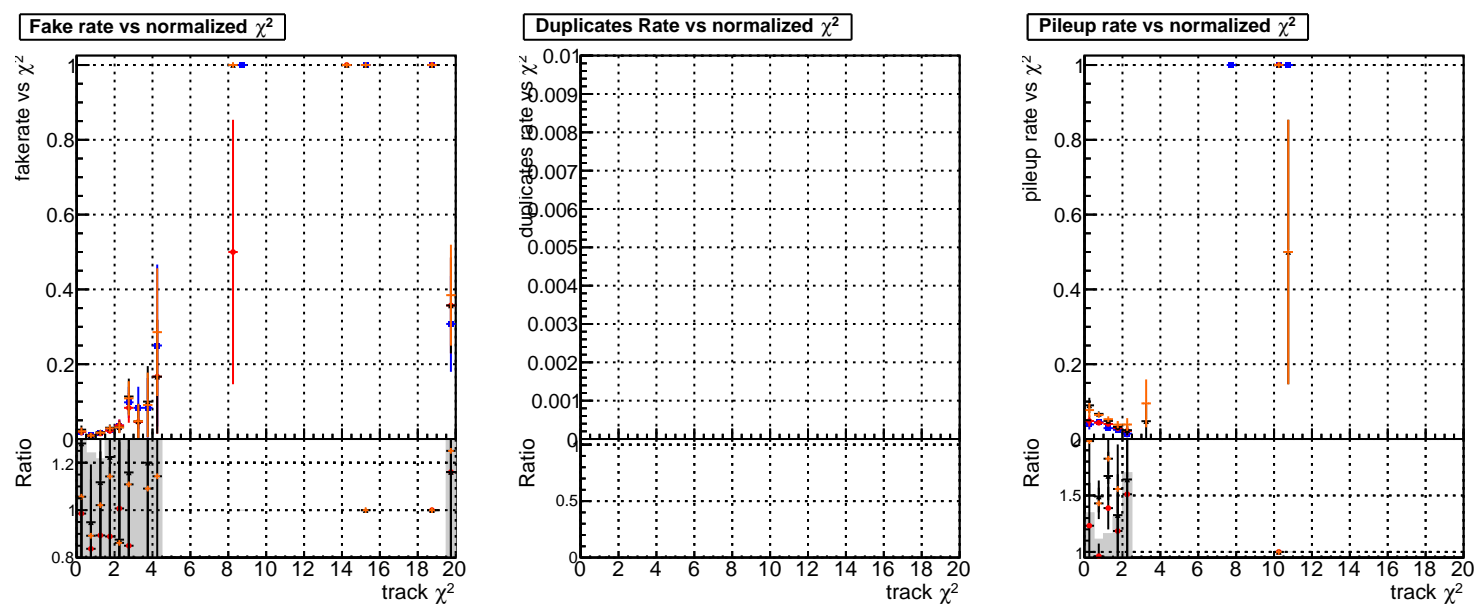 Fake rate vs normalized χ²
fakerate vs χ²
1
0.8
0.6
0.4
0.2
0
Ratio
1.2
1
0.8
0 2 4 6 8 10 12 14 16 18 20
track χ²
Duplicates Rate vs normalized χ²
duplicates rate vs χ²
0.01
0.009
0.008
0.007
0.006
0.005
0.004
0.003
0.002
0.001
0
Ratio
1
0.5
0
0 2 4 6 8 10 12 14 16 18 20
track χ²
Pileup rate vs normalized χ²
pileup rate vs χ²
1
0.8
0.6
0.4
0.2
0
Ratio
1.5
1
0 2 4 6 8 10 12 14 16 18 20
track χ²